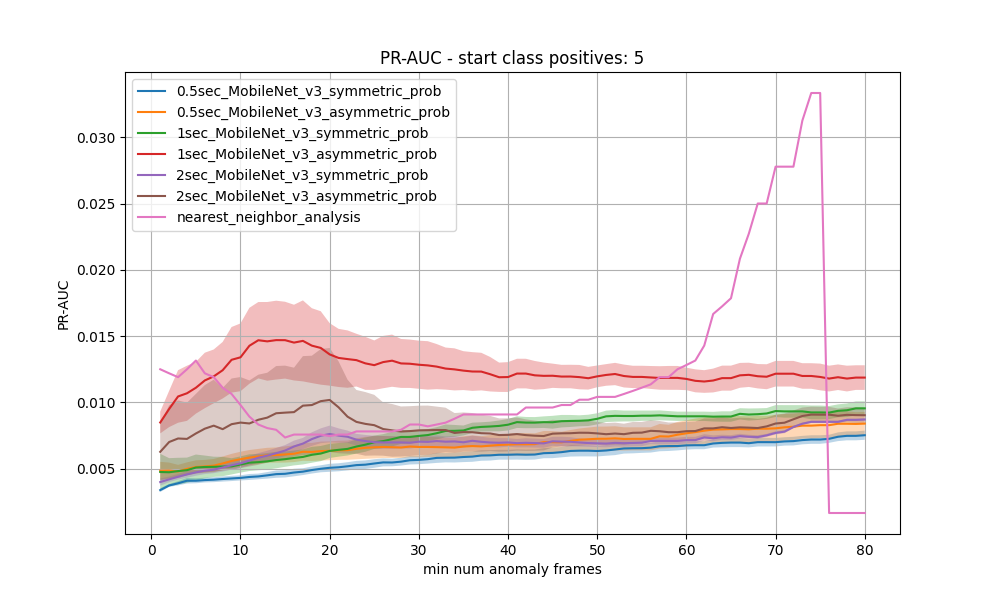 PR-AUC - start class positives: 5
0.5sec_MobileNet_v3_symmetric_prob
0.5sec_MobileNet_v3_asymmetric_prob
1sec_MobileNet_v3_symmetric_prob
1sec_MobileNet_v3_asymmetric_prob
2sec_MobileNet_v3_symmetric_prob
2sec_MobileNet_v3_asymmetric_prob
nearest_neighbor_analysis
PR-AUC
0.030
0.025
0.020
0.015
0.010
0.005
0 10 20 30 40 50 60 70 80
min num anomaly frames